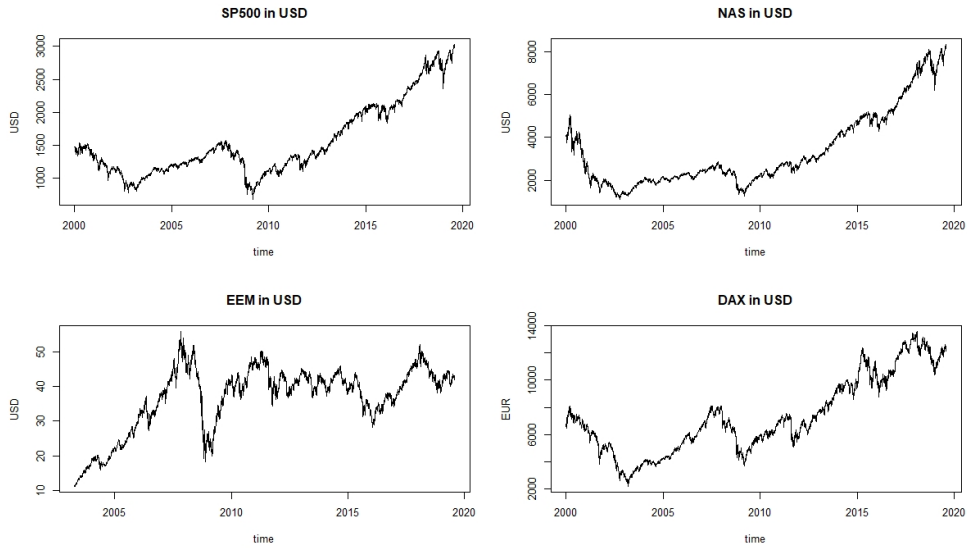 SP500 in USD
USD
3000
2500
2000
1500
1000
2000 2005 2010 2015 2020
time
NAS in USD
USD
8000
6000
4000
2000
2000 2005 2010 2015 2020
time
EEM in USD
USD
50
40
30
20
10
2005 2010 2015 2020
time
DAX in USD
EUR
14000
10000
6000
2000
2000 2005 2010 2015 2020
time